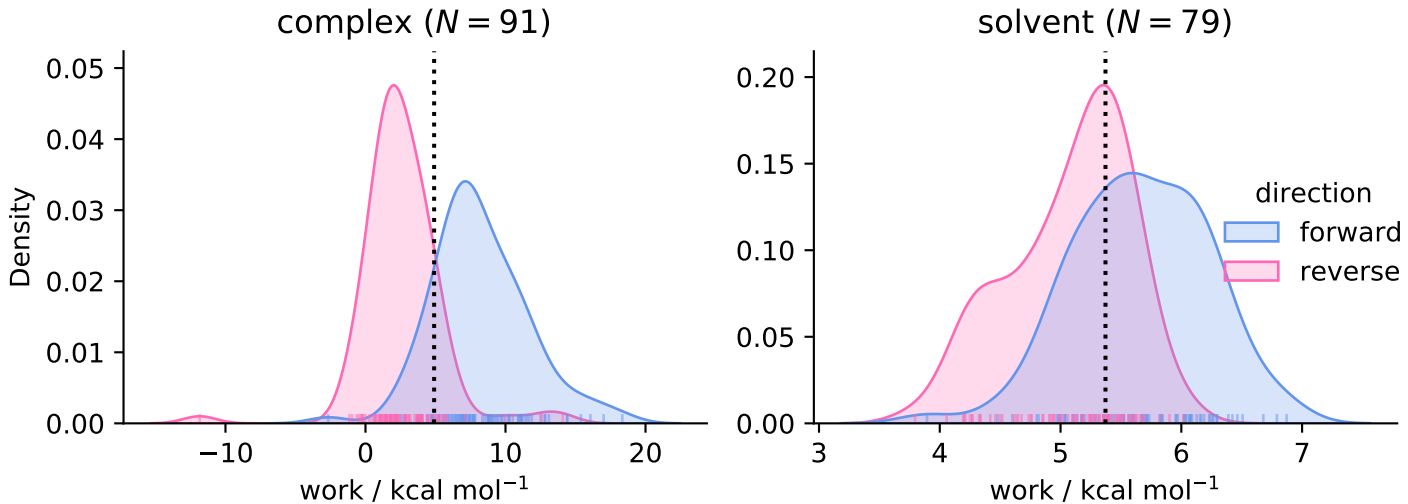 complex (N = 91)
Density
0.05
0.04
0.03
0.02
0.01
0.00
−10
0
10
20
work / kcal mol⁻¹
solvent (N = 79)
0.20
0.15
0.10
0.05
0.00
3
4
5
6
7
work / kcal mol⁻¹
direction
forward
reverse